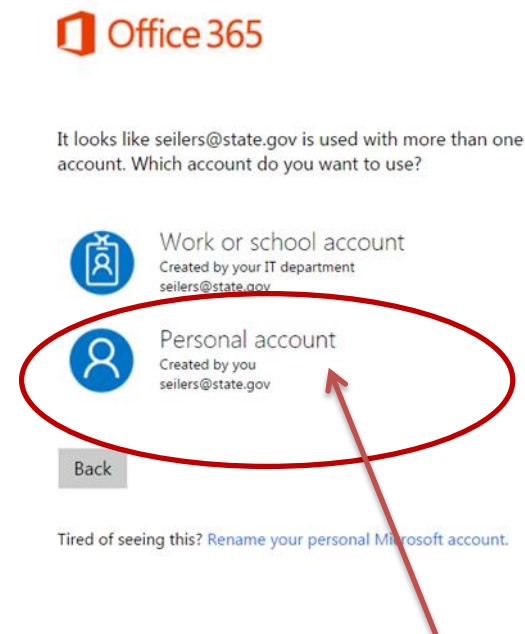 Office 365
It looks like seilers@state.gov is used with more than one
account. Which account do you want to use?
Work or school account
Created by your IT department
seilers@state.gov
Personal account
Created by you
seilers@state.gov
Back
Tired of seeing this? Rename your personal Microsoft account.